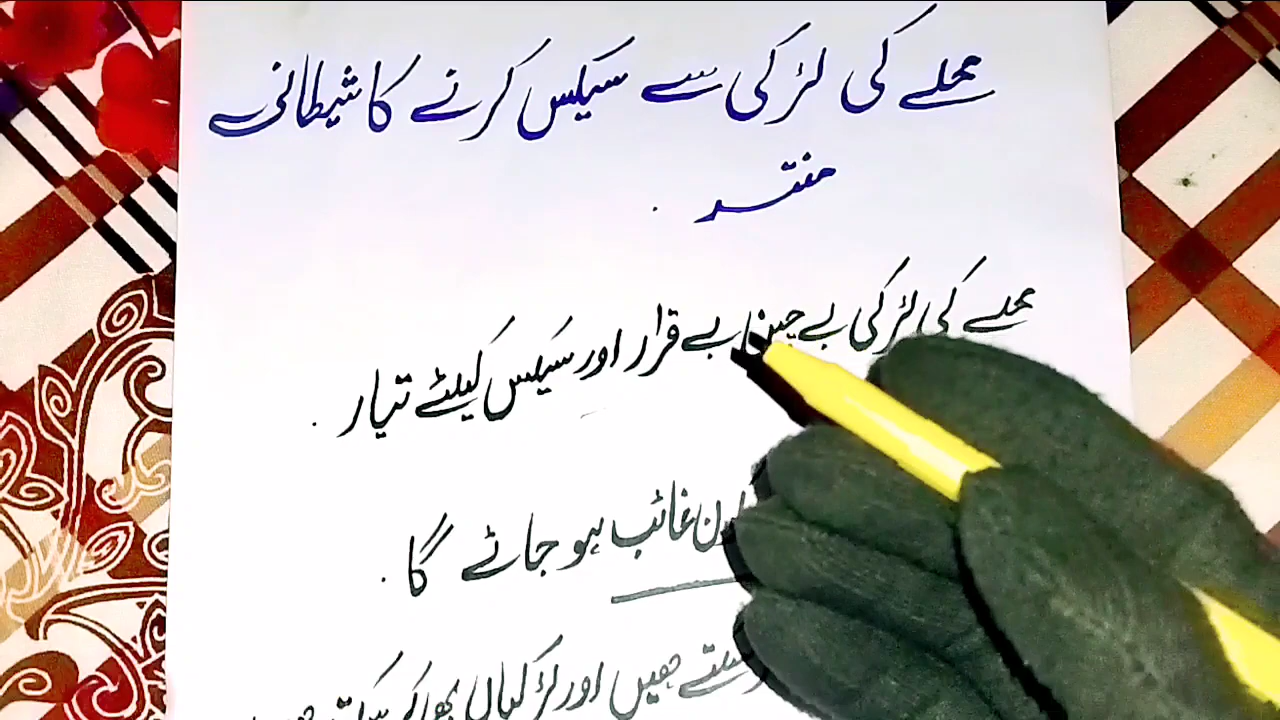 محلے کی لڑکی سے سیکس کرنے کا شیطانی
منتر
محلے کی لڑکی بے چین بے قرار اور سیکس کیلئے تیار
غائب ہو جائے گا
ھیں اور لڑکیاں